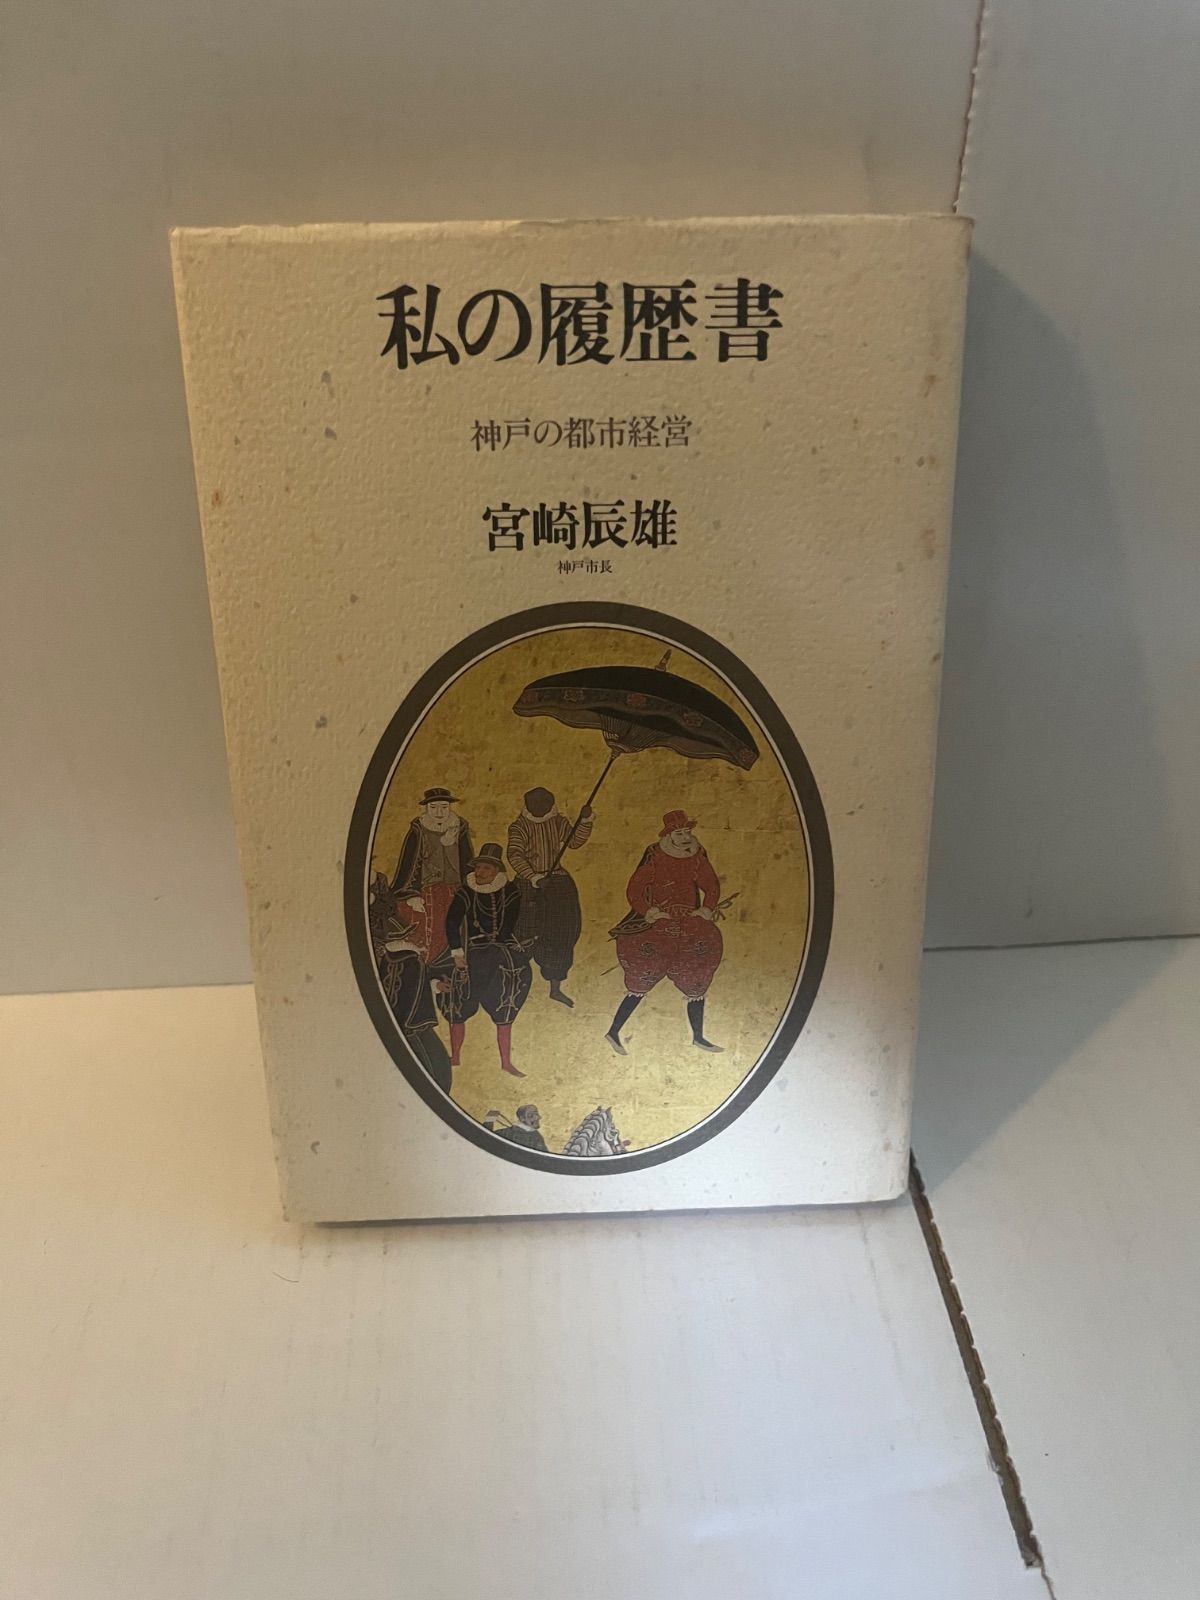 私の履歴書
神戸の都市経営
宮崎辰雄
神戸市長